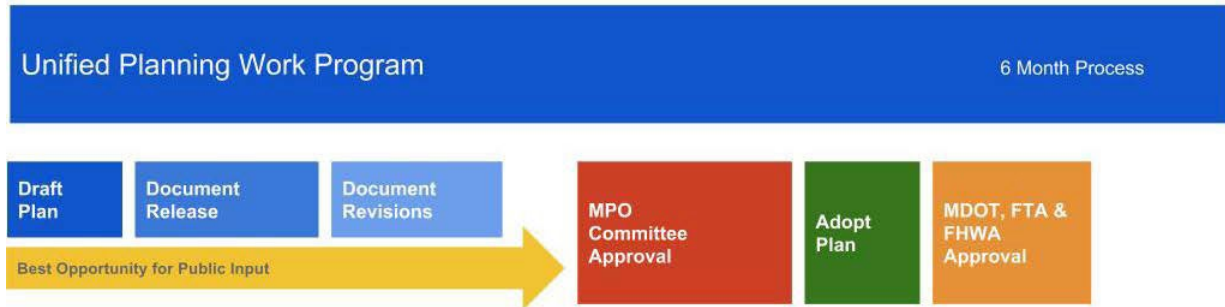 Unified Planning Work Program
6 Month Process
Draft
Plan
Document
Release
Document
Revisions
Best Opportunity for Public Input
MPO
Committee
Approval
Adopt
Plan
MDOT, FTA &
FHWA
Approval